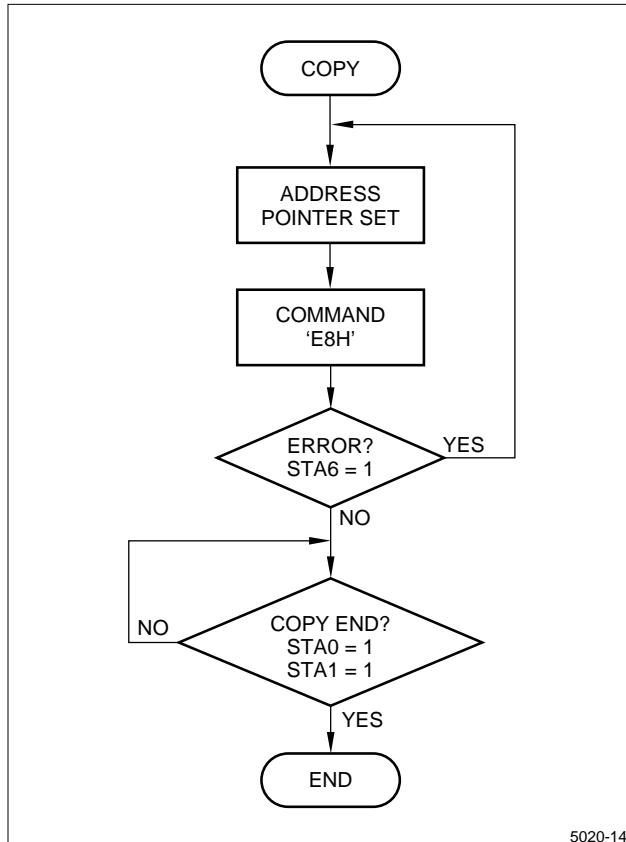 COPY
ADDRESS
POINTER SET
COMMAND
‘E8H’
ERROR?
STA6 = 1
YES
NO
NO
COPY END?
STA0 = 1
STA1 = 1
YES
END
5020-14